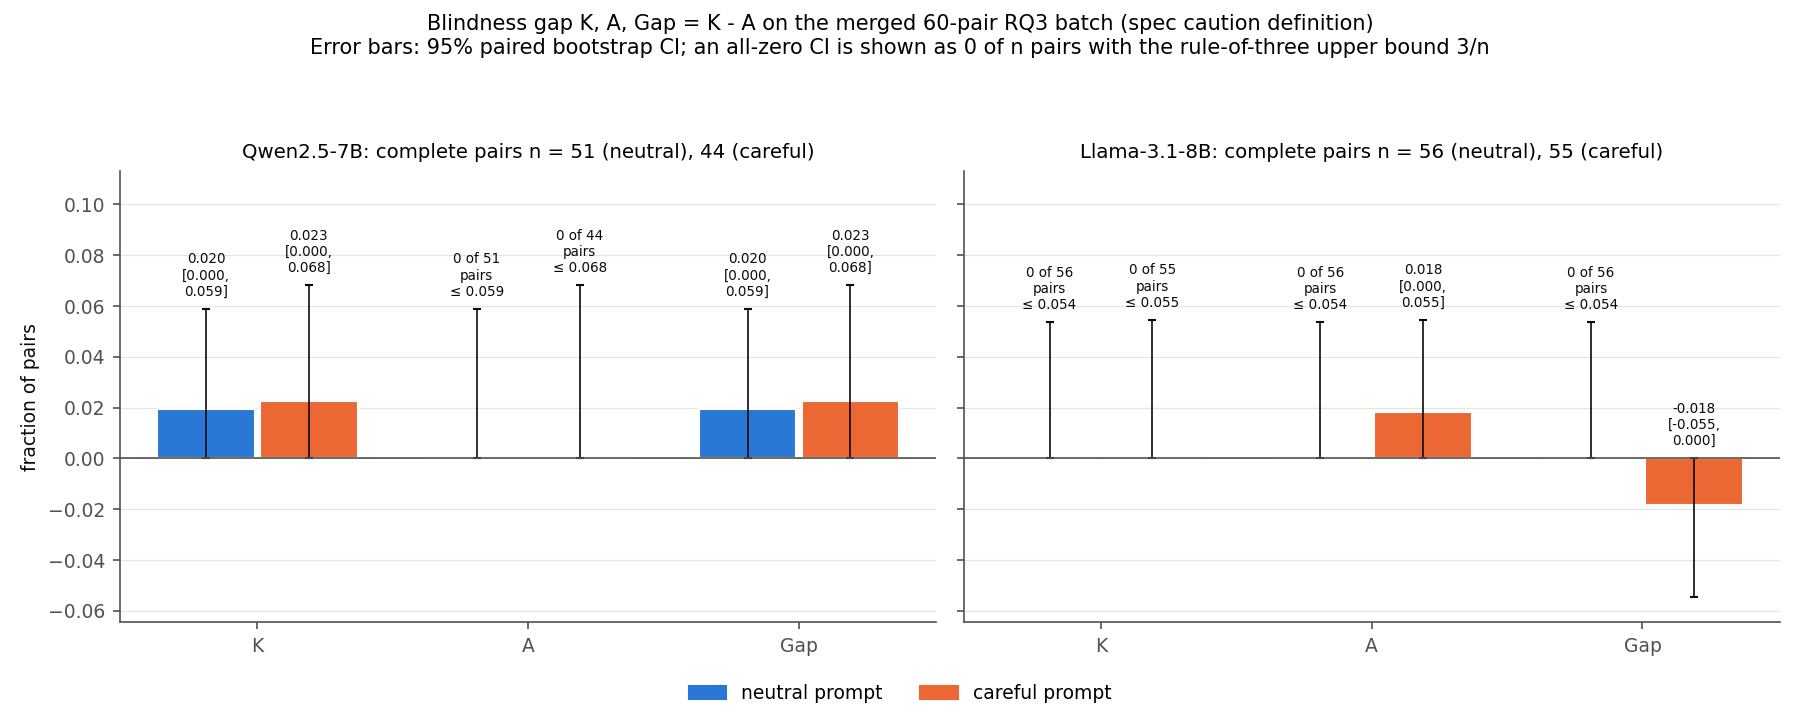 Blindness gap K, A, Gap = K - A on the merged 60-pair RQ3 batch (spec caution definition)
Error bars: 95% paired bootstrap CI; an all-zero CI is shown as 0 of n pairs with the rule-of-three upper bound 3/n
Qwen2.5-7B: complete pairs n = 51 (neutral), 44 (careful)
fraction of pairs
0.10
0.08
0.06
0.04
0.02
0.00
−0.02
−0.04
−0.06
0.020
[0.000,
0.059]
0.023
[0.000,
0.068]
0 of 51
pairs
≤ 0.059
0 of 44
pairs
≤ 0.068
0.020
[0.000,
0.059]
0.023
[0.000,
0.068]
K
A
Gap
Llama-3.1-8B: complete pairs n = 56 (neutral), 55 (careful)
0 of 56
pairs
≤ 0.054
0 of 55
pairs
≤ 0.055
0 of 56
pairs
≤ 0.054
0.018
[0.000,
0.055]
0 of 56
pairs
≤ 0.054
-0.018
[-0.055,
0.000]
K
A
Gap
neutral prompt
careful prompt